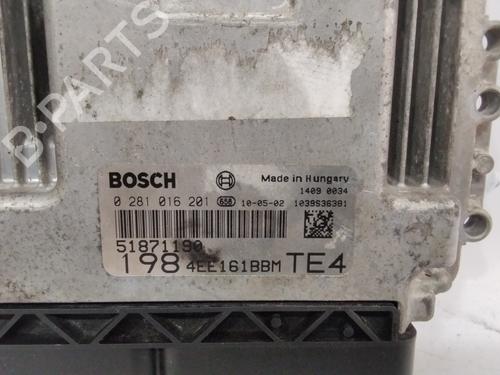 B-PARTS
BOSCH
Made in Hungary
1409 0034
0 281 016 201 658 10-05-02 1039S36381
51871190
198 4EE161BBM TE4